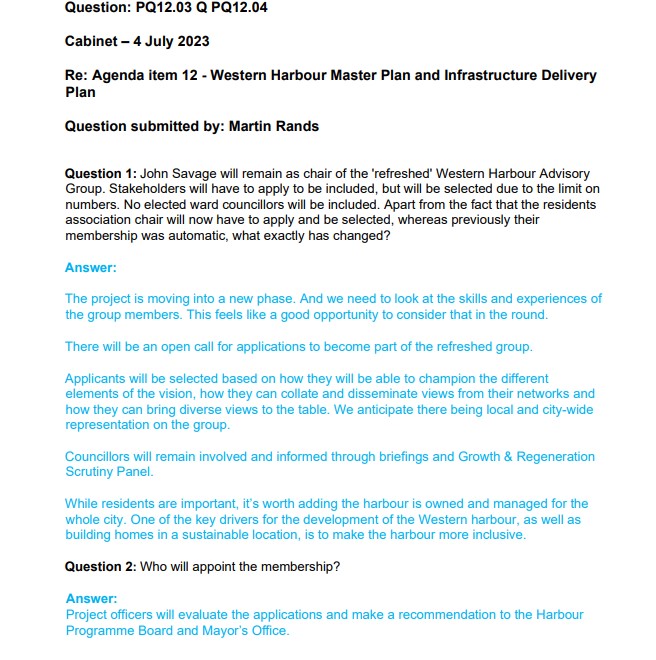 Question: PQ12.03 Q PQ12.04
Cabinet – 4 July 2023
Re: Agenda item 12 - Western Harbour Master Plan and Infrastructure Delivery
Plan
Question submitted by: Martin Rands
Question 1: John Savage will remain as chair of the 'refreshed' Western Harbour Advisory
Group. Stakeholders will have to apply to be included, but will be selected due to the limit on
numbers. No elected ward councillors will be included. Apart from the fact that the residents
association chair will now have to apply and be selected, whereas previously their
membership was automatic, what exactly has changed?
Answer:
The project is moving into a new phase. And we need to look at the skills and experiences of
the group members. This feels like a good opportunity to consider that in the round.
There will be an open call for applications to become part of the refreshed group.
Applicants will be selected based on how they will be able to champion the different
elements of the vision, how they can collate and disseminate views from their networks and
how they can bring diverse views to the table. We anticipate there being local and city-wide
representation on the group.
Councillors will remain involved and informed through briefings and Growth & Regeneration
Scrutiny Panel.
While residents are important, it's worth adding the harbour is owned and managed for the
whole city. One of the key drivers for the development of the Western harbour, as well as
building homes in a sustainable location, is to make the harbour more inclusive.
Question 2: Who will appoint the membership?
Answer:
Project officers will evaluate the applications and make a recommendation to the Harbour
Programme Board and Mayor's Office.